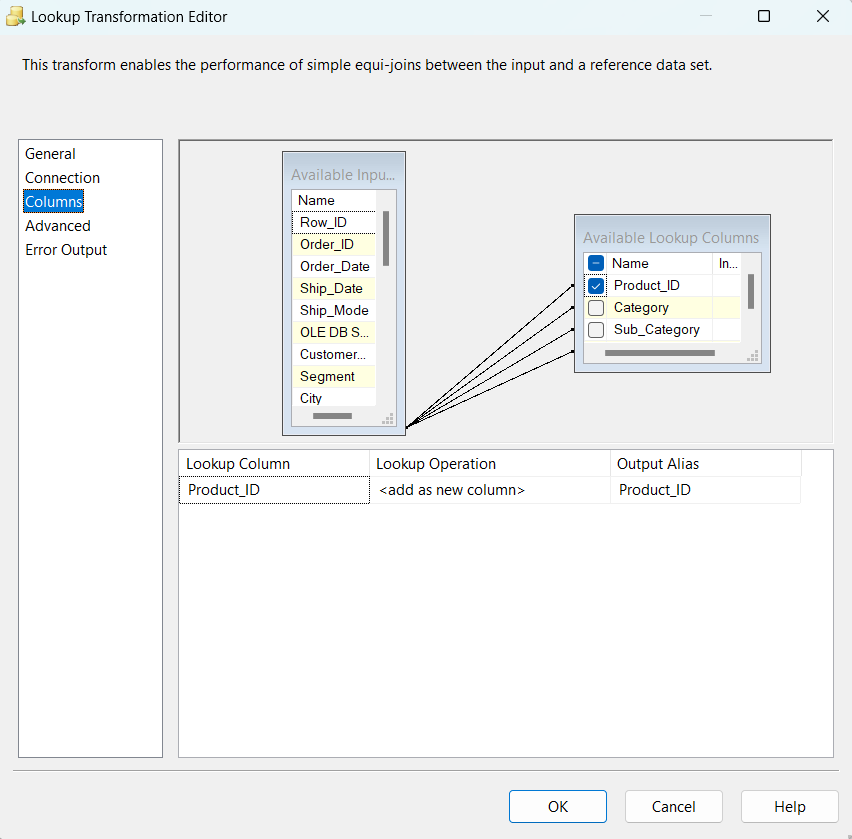 Lookup Transformation Editor
This transform enables the performance of simple equi-joins between the input and a reference data set.
General
Connection
Columns
Advanced
Error Output
Available Inpu...
Name
Row_ID
Order_ID
Order_Date
Ship_Date
Ship_Mode
OLE DB S...
Customer...
Segment
City
Available Lookup Columns
Name In...
Product_ID
Category
Sub_Category
Lookup Column Lookup Operation Output Alias
Product_ID <add as new column> Product_ID
OK Cancel Help